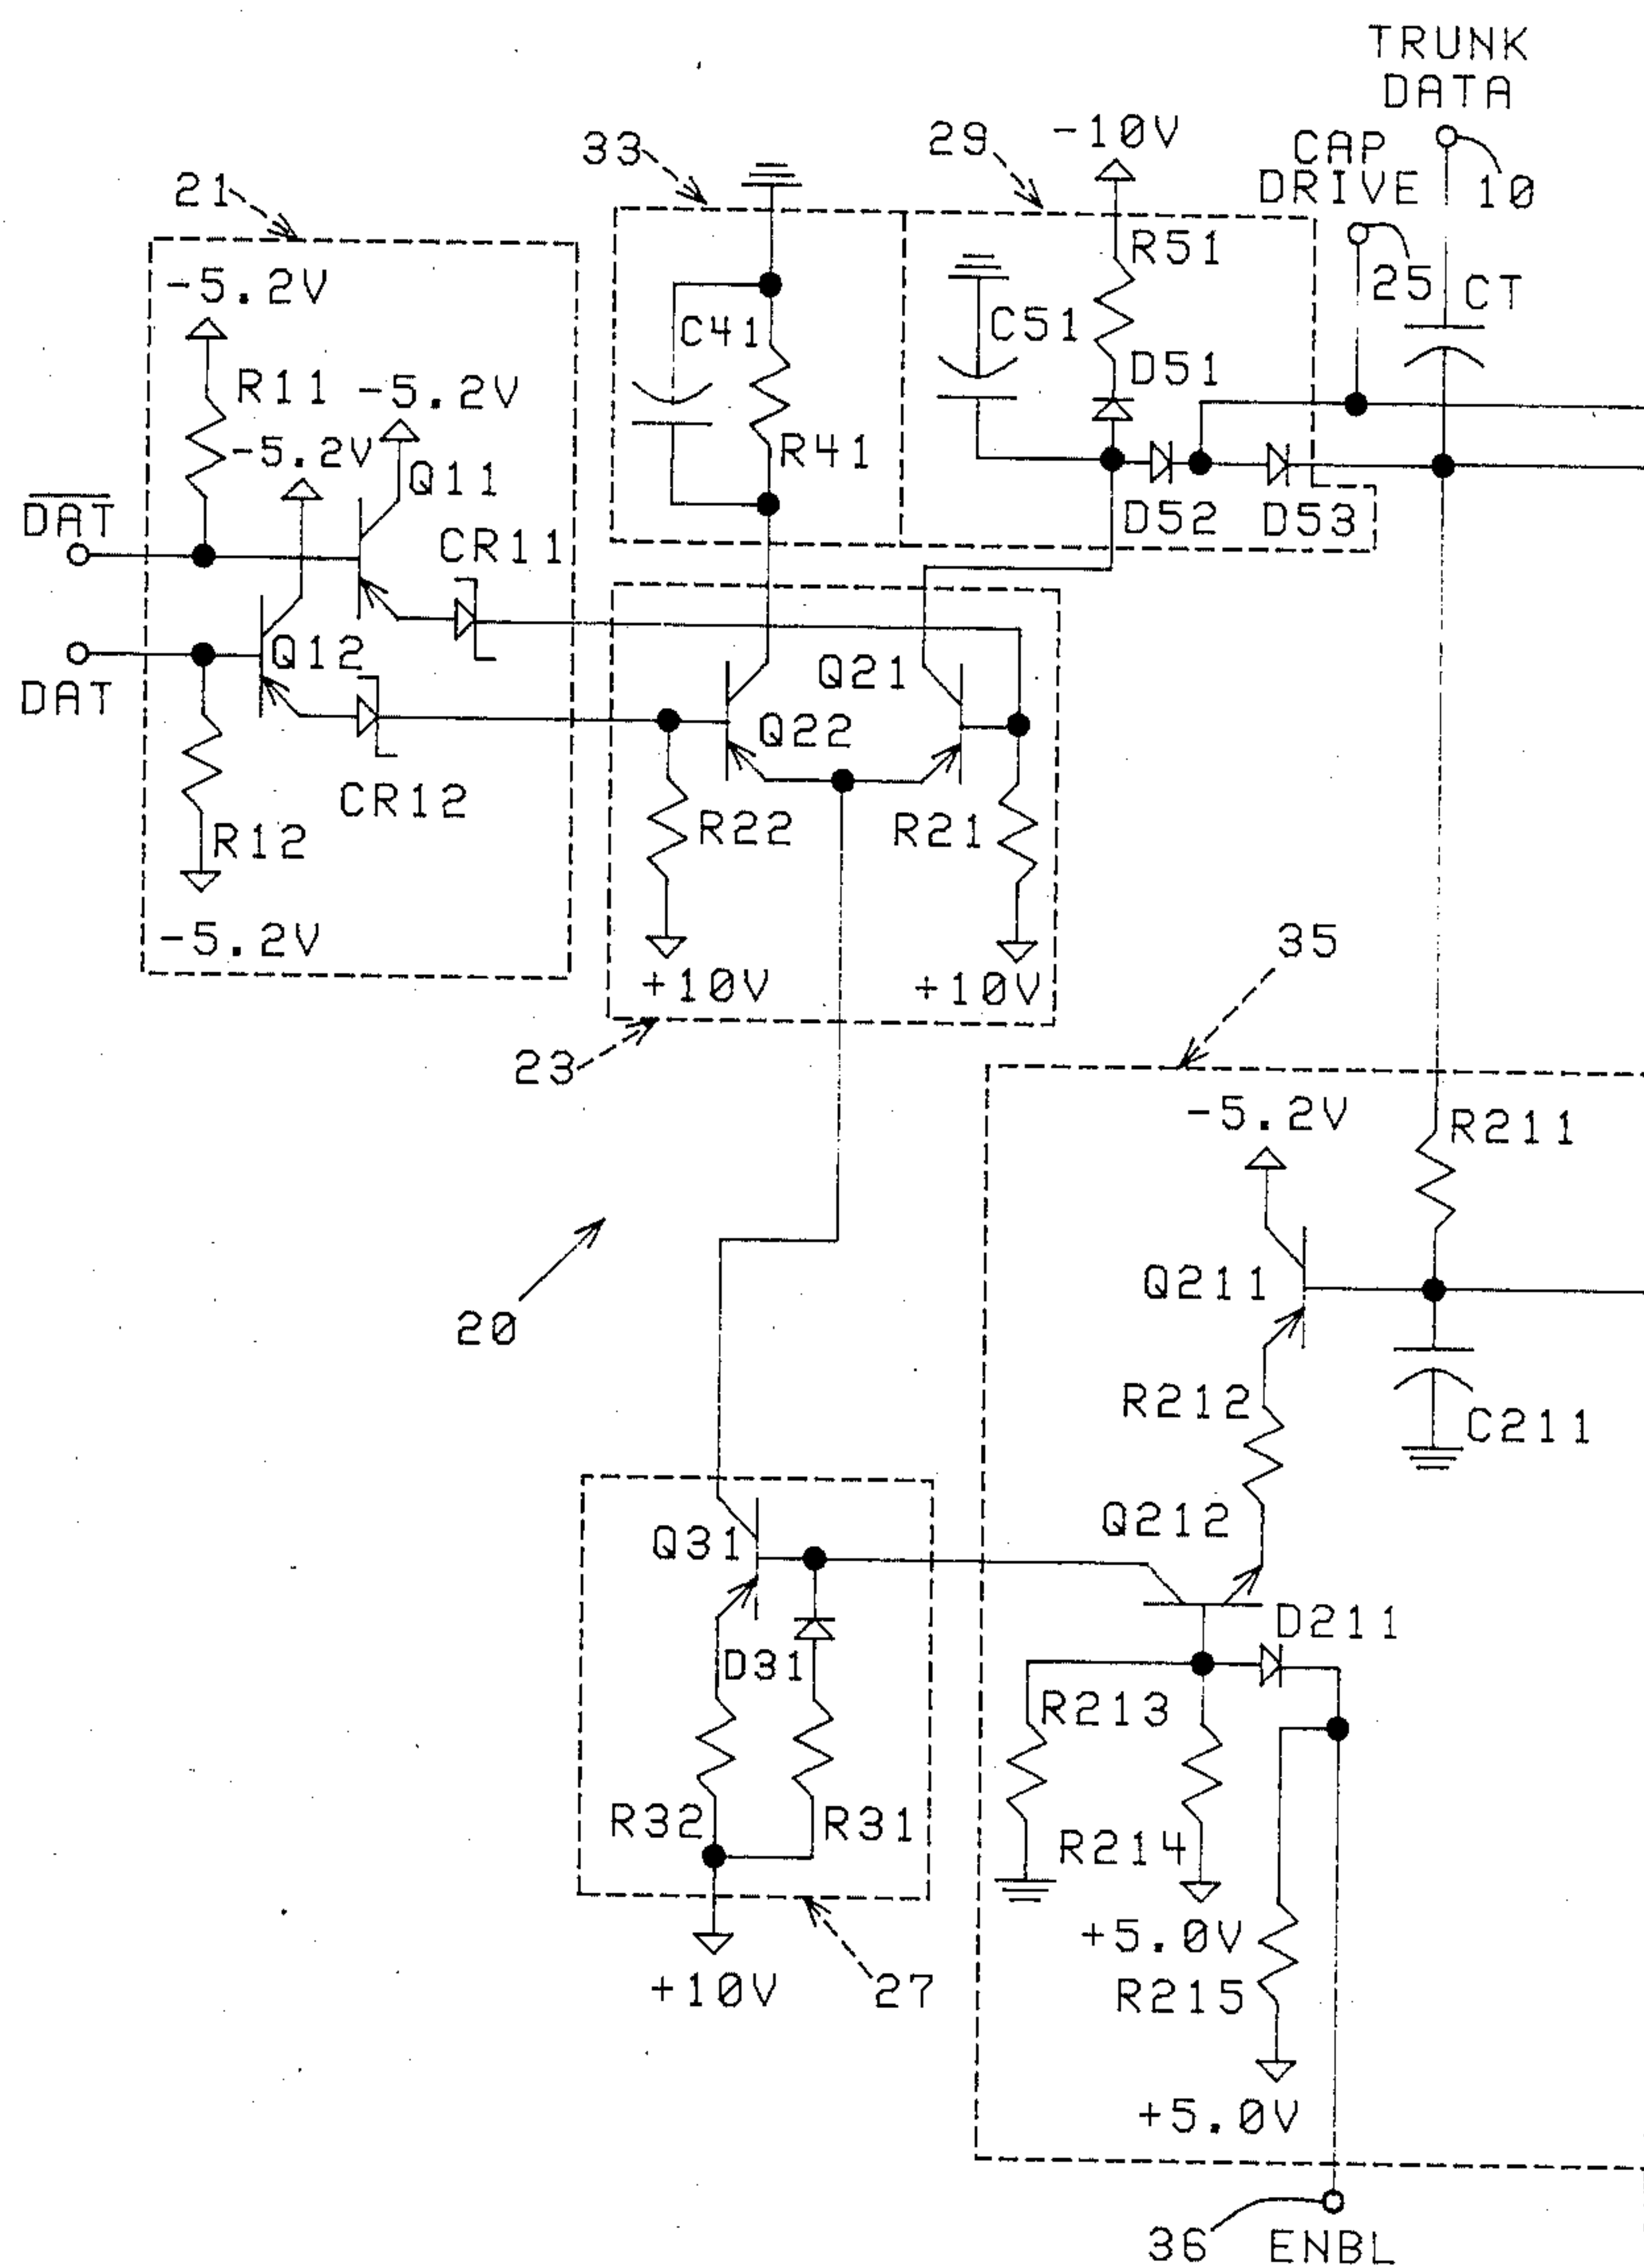 TRUNK
DATA
-10V
CAP
DRIVE
10
33
29
21
R51
-5.2V
25
CT
C41
C51
D51
R11
-5.2V
-5.2V
R41
Q11
DAT
D52
D53
CR11
Q12
Q21
DAT
Q22
CR12
R22
R21
R12
-5.2V
35
+10V
+10V
23
-5.2V
R211
Q211
20
R212
C211
Q212
Q31
D211
D31
R213
R32
R31
R214
+5.0V
+10V
27
R215
+5.0V
36
ENBL